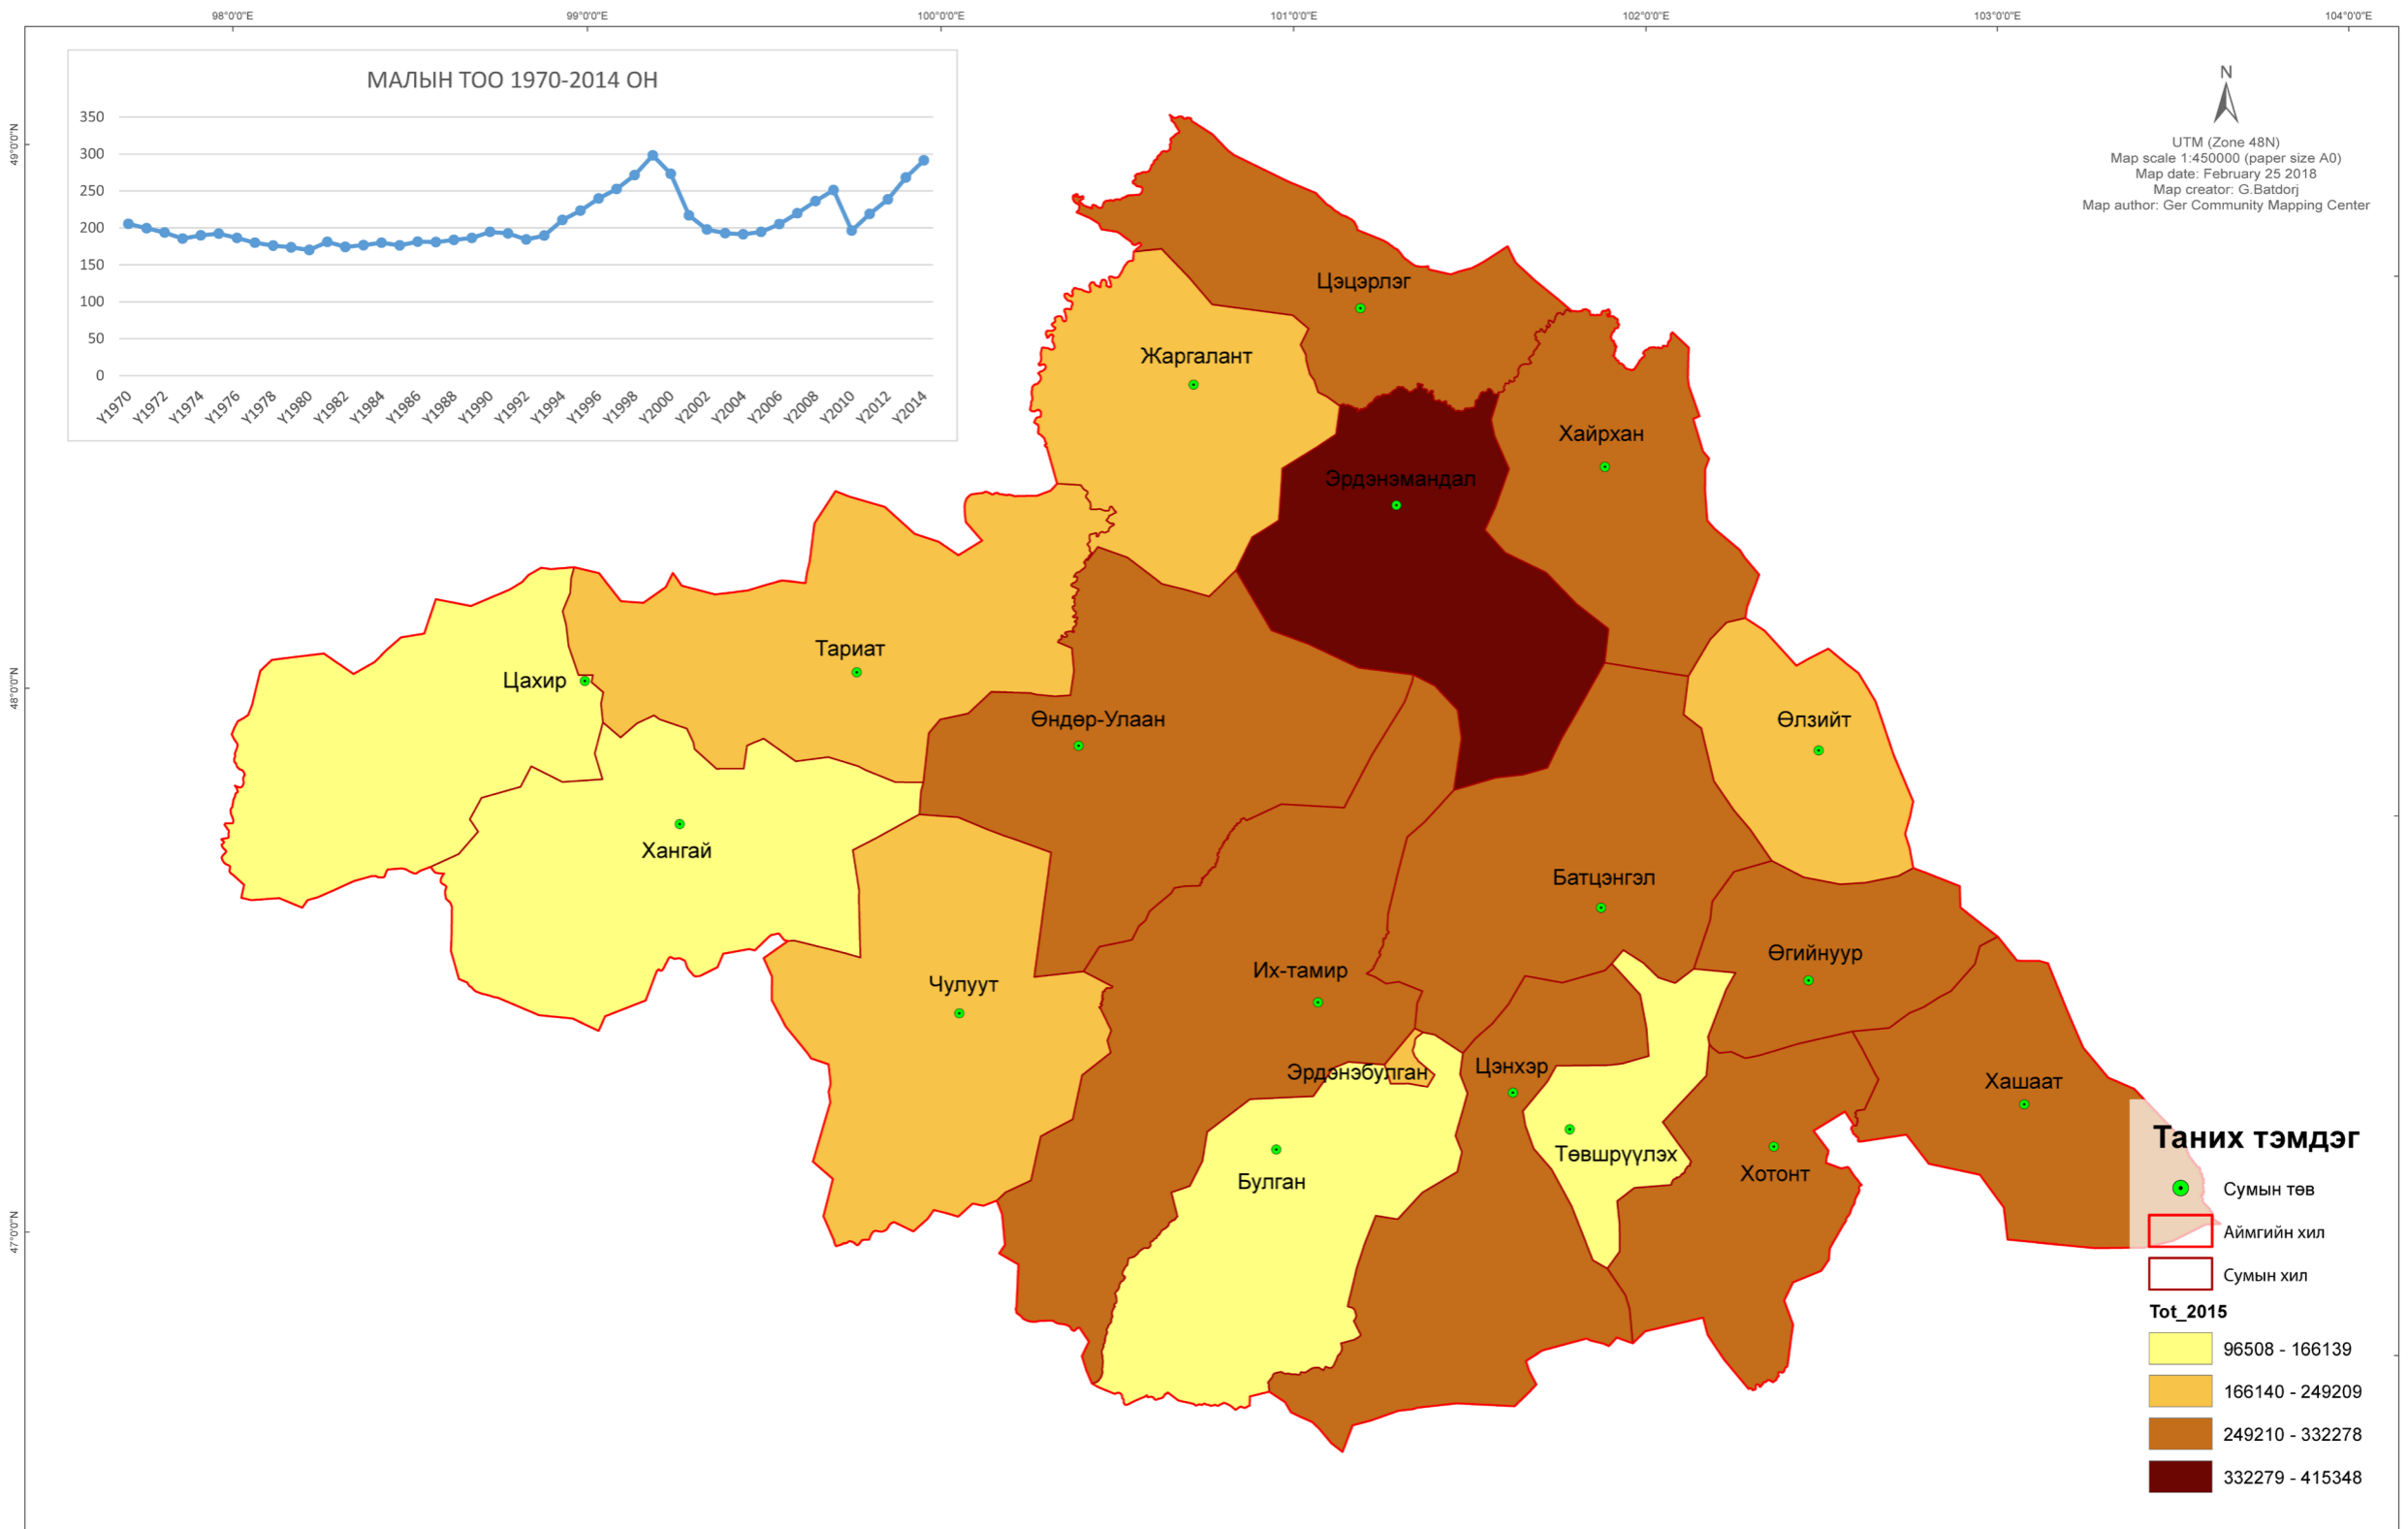 98°0'0"E
99°0'0"E
100°0'0"E
101°0'0"E
102°0'0"E
103°0'0"E
104°0'0"E
49°0'0"N
48°0'0"N
47°0'0"N
МАЛЫН ТОО 1970-2014 ОН
350
300
250
200
150
100
50
0
Y1970
Y1972
Y1974
Y1976
Y1978
Y1980
Y1982
Y1984
Y1986
Y1988
Y1990
Y1992
Y1994
Y1996
Y1998
Y2000
Y2002
Y2004
Y2006
Y2008
Y2010
Y2012
Y2014
N
UTM (Zone 48N)
Map scale 1:450000 (paper size A0)
Map date: February 25 2018
Map creator: G.Batdorj
Map author: Ger Community Mapping Center
Цэцэрлэг
Жаргалант
Хайрхан
Эрдэнэмандал
Тариат
Цахир
Өндөр-Улаан
Өлзийт
Хангай
Батцэнгэл
Өгийнуур
Их-тамир
Чулуут
Цэнхэр
Эрдэнэбулган
Хашаат
Төвшрүүлэх
Хотонт
Булган
Таних тэмдэг
Сумын төв
Аймгийн хил
Сумын хил
Tot_2015
96508 - 166139
166140 - 249209
249210 - 332278
332279 - 415348